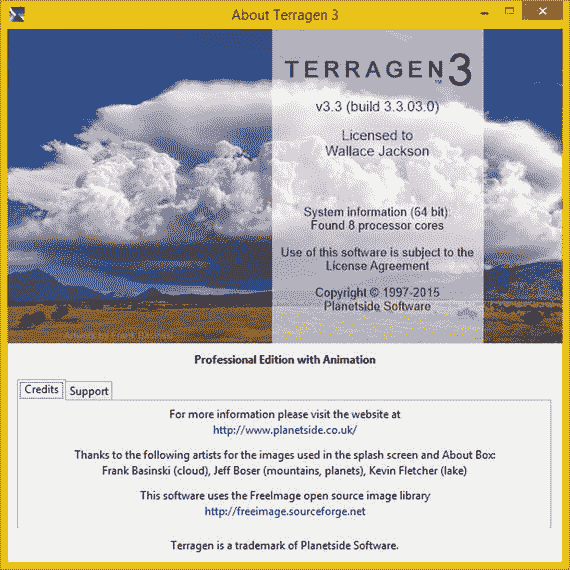 About Terragen 3
TERRAGEN™3
v3.3 (build 3.3.03.0)
Licensed to
Wallace Jackson
System information (64 bit):
Found 8 processor cores
Use of this software is subject to the
License Agreement
Copyright © 1997-2015
Planetside Software
Professional Edition with Animation
Credits
Support
For more information please visit the website at
http://www.planetside.co.uk/
Thanks to the following artists for the images used in the splash screen and About Box:
Frank Basinski (cloud), Jeff Boser (mountains, planets), Kevin Fletcher (lake)
This software uses the FreeImage open source image library
http://freeimage.sourceforge.net
Terragen is a trademark of Planetside Software.